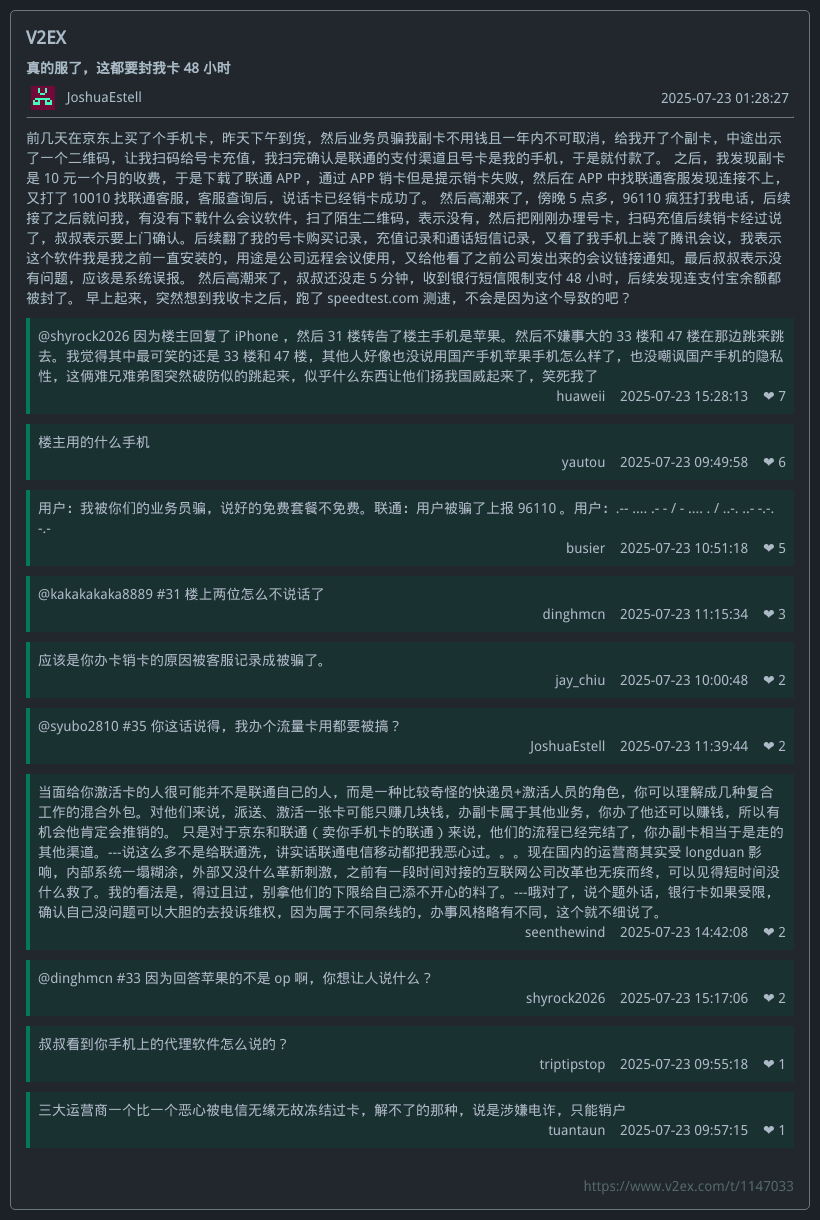 V2EX
真的服了，这都要封我卡 48 小时
JoshuaEstell 2025-07-23 01:28:27
前几天在京东上买了个手机卡，昨天下午到货，然后业务员骗我副卡不用钱且一年内不可取消，给我开了个副卡，中途出示
了一个二维码，让我扫码给号卡充值，我扫完确认是联通的支付渠道且号卡是我的手机，于是就付款了。 之后，我发现副卡
是 10 元一个月的收费，于是下载了联通 APP ，通过 APP 销卡但是提示销卡失败，然后在 APP 中找联通客服发现连接不上，
又打了 10010 找联通客服，客服查询后，说话卡已经销卡成功了。 然后高潮来了，傍晚 5 点多，96110 疯狂打我电话，后续
接了之后就问我，有没有下载什么会议软件，扫了陌生二维码，表示没有，然后把刚刚办理号卡，扫码充值后续销卡经过说
了，叔叔表示要上门确认。后续翻了我的号卡购买记录，充值记录和通话短信记录，又看了我手机上装了腾讯会议，我表示
这个软件我是我之前一直安装的，用途是公司远程会议使用，又给他看了之前公司发出来的会议链接通知。最后叔叔表示没
有问题，应该是系统误报。 然后高潮来了，叔叔还没走 5 分钟，收到银行短信限制支付 48 小时，后续发现连支付宝余额都
被封了。 早上起来，突然想到我收卡之后，跑了 speedtest.com 测速，不会是因为这个导致的吧？
@shyrock2026 因为楼主回复了 iPhone ，然后 31 楼转告了楼主手机是苹果。然后不嫌事大的 33 楼和 47 楼在那边跳来跳
去。我觉得其中最可笑的还是 33 楼和 47 楼，其他人好像也没说用国产手机苹果手机怎么样了，也没嘲讽国产手机的隐私
性，这俩难兄难弟图突然破防似的跳起来，似乎什么东西让他们扬我国威起来了，笑死我了
huaweii 2025-07-23 15:28:13 ❤ 7
楼主用的什么手机
yautou 2025-07-23 09:49:58 ❤ 6
用户：我被你们的业务员骗，说好的免费套餐不免费。联通：用户被骗了上报 96110 。用户：.-- .... .- - / - .... . / ..-. ..- -.-.
-.-
busier 2025-07-23 10:51:18 ❤ 5
@kakakakaka8889 #31 楼上两位怎么不说话了
dinghmcn 2025-07-23 11:15:34 ❤ 3
应该是你办卡销卡的原因被客服记录成被骗了。
jay_chiu 2025-07-23 10:00:48 ❤ 2
@syubo2810 #35 你这话说得，我办个流量卡用都要被搞？
JoshuaEstell 2025-07-23 11:39:44 ❤ 2
当面给你激活卡的人很可能并不是联通自己的人，而是一种比较奇怪的快递员+激活人员的角色，你可以理解成几种复合
工作的混合外包。对他们来说，派送、激活一张卡可能只赚几块钱，办副卡属于其他业务，你办了他还可以赚钱，所以有
机会他肯定会推销的。 只是对于京东和联通（卖你手机卡的联通）来说，他们的流程已经完结了，你办副卡相当于是走的
其他渠道。---说这么多不是给联通洗，讲实话联通电信移动都把我恶心过。。。现在国内的运营商其实受 longduan 影
响，内部系统一塌糊涂，外部又没什么革新刺激，之前有一段时间对接的互联网公司改革也无疾而终，可以见得短时间没
什么救了。我的看法是，得过且过，别拿他们的下限给自己添不开心的料了。---哦对了，说个题外话，银行卡如果受限，
确认自己没问题可以大胆的去投诉维权，因为属于不同条线的，办事风格略有不同，这个就不细说了。
seenthewind 2025-07-23 14:42:08 ❤ 2
@dinghmcn #33 因为回答苹果的不是 op 啊，你想让人说什么？
shyrock2026 2025-07-23 15:17:06 ❤ 2
叔叔看到你手机上的代理软件怎么说的？
triptipstop 2025-07-23 09:55:18 ❤ 1
三大运营商一个比一个恶心被电信无缘无故冻结过卡，解不了的那种，说是涉嫌电诈，只能销户
tuantaun 2025-07-23 09:57:15 ❤ 1
https://www.v2ex.com/t/1147033